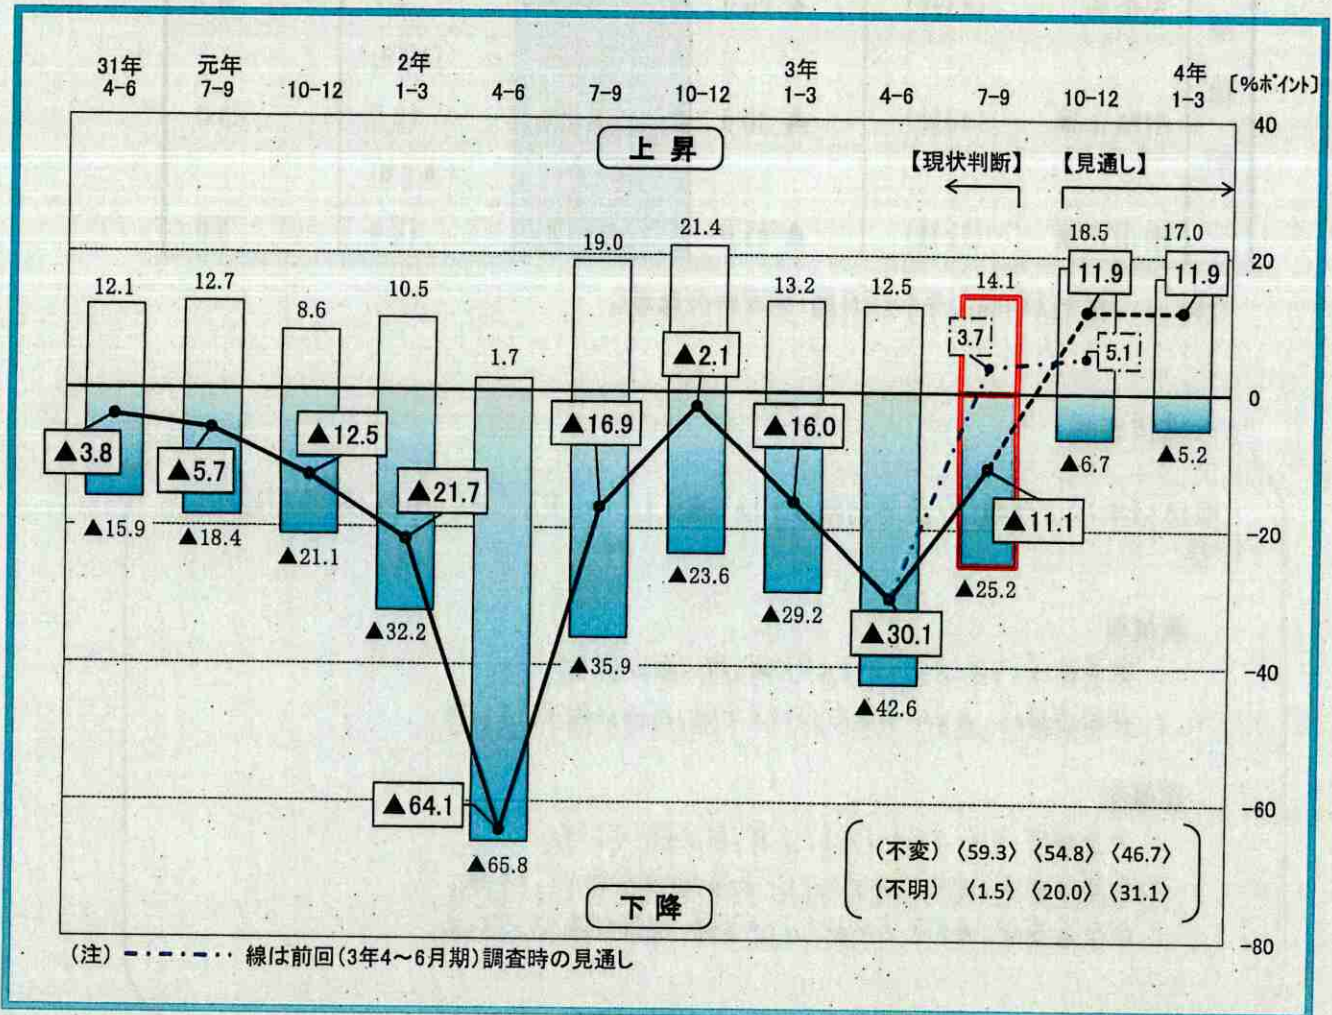 31年 元年 2年 3年 4年
4-6 7-9 10-12 1-3 4-6 7-9 10-12 1-3 4-6 7-9 10-12 1-3 〔%ポイント〕
40
上 昇
【現状判断】 【見通し】
21.4
19.0 18.5 17.0
20
12.1 12.7 8.6 10.5 13.2 12.5 14.1 11.9 11.9
1.7 ▲2.1 3.7 5.1
0
▲3.8 ▲5.7 ▲12.5 ▲21.7 ▲16.9 ▲16.0 ▲6.7 ▲5.2
▲11.1
-20
▲15.9 ▲18.4 ▲21.1 ▲23.6 ▲25.2
▲32.2 ▲35.9 ▲29.2 ▲30.1
-40
▲42.6
▲64.1
-60
▲65.8
(不変) 〈59.3〉 〈54.8〉 〈46.7〉
(不明) 〈1.5〉 〈20.0〉 〈31.1〉
下 降
-80
(注) 線は前回(3年4~6月期)調査時の見通し